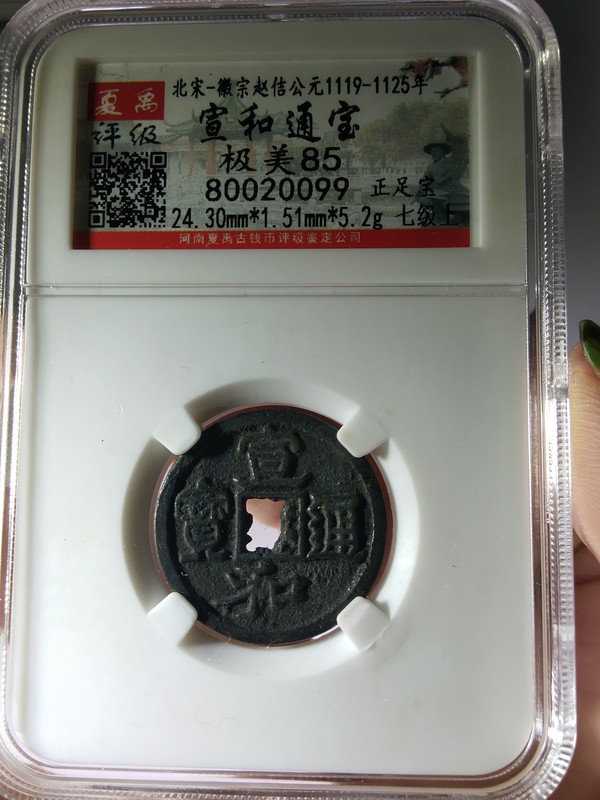 北宋-徽宗赵佶公元1119-1125年
夏禹
评级
宣和通宝
极美85
80020099 正足宝
24.30mm*1.51mm*5.2g 七级上
河南夏禹古钱币评级鉴定公司
宣
寶 通
和